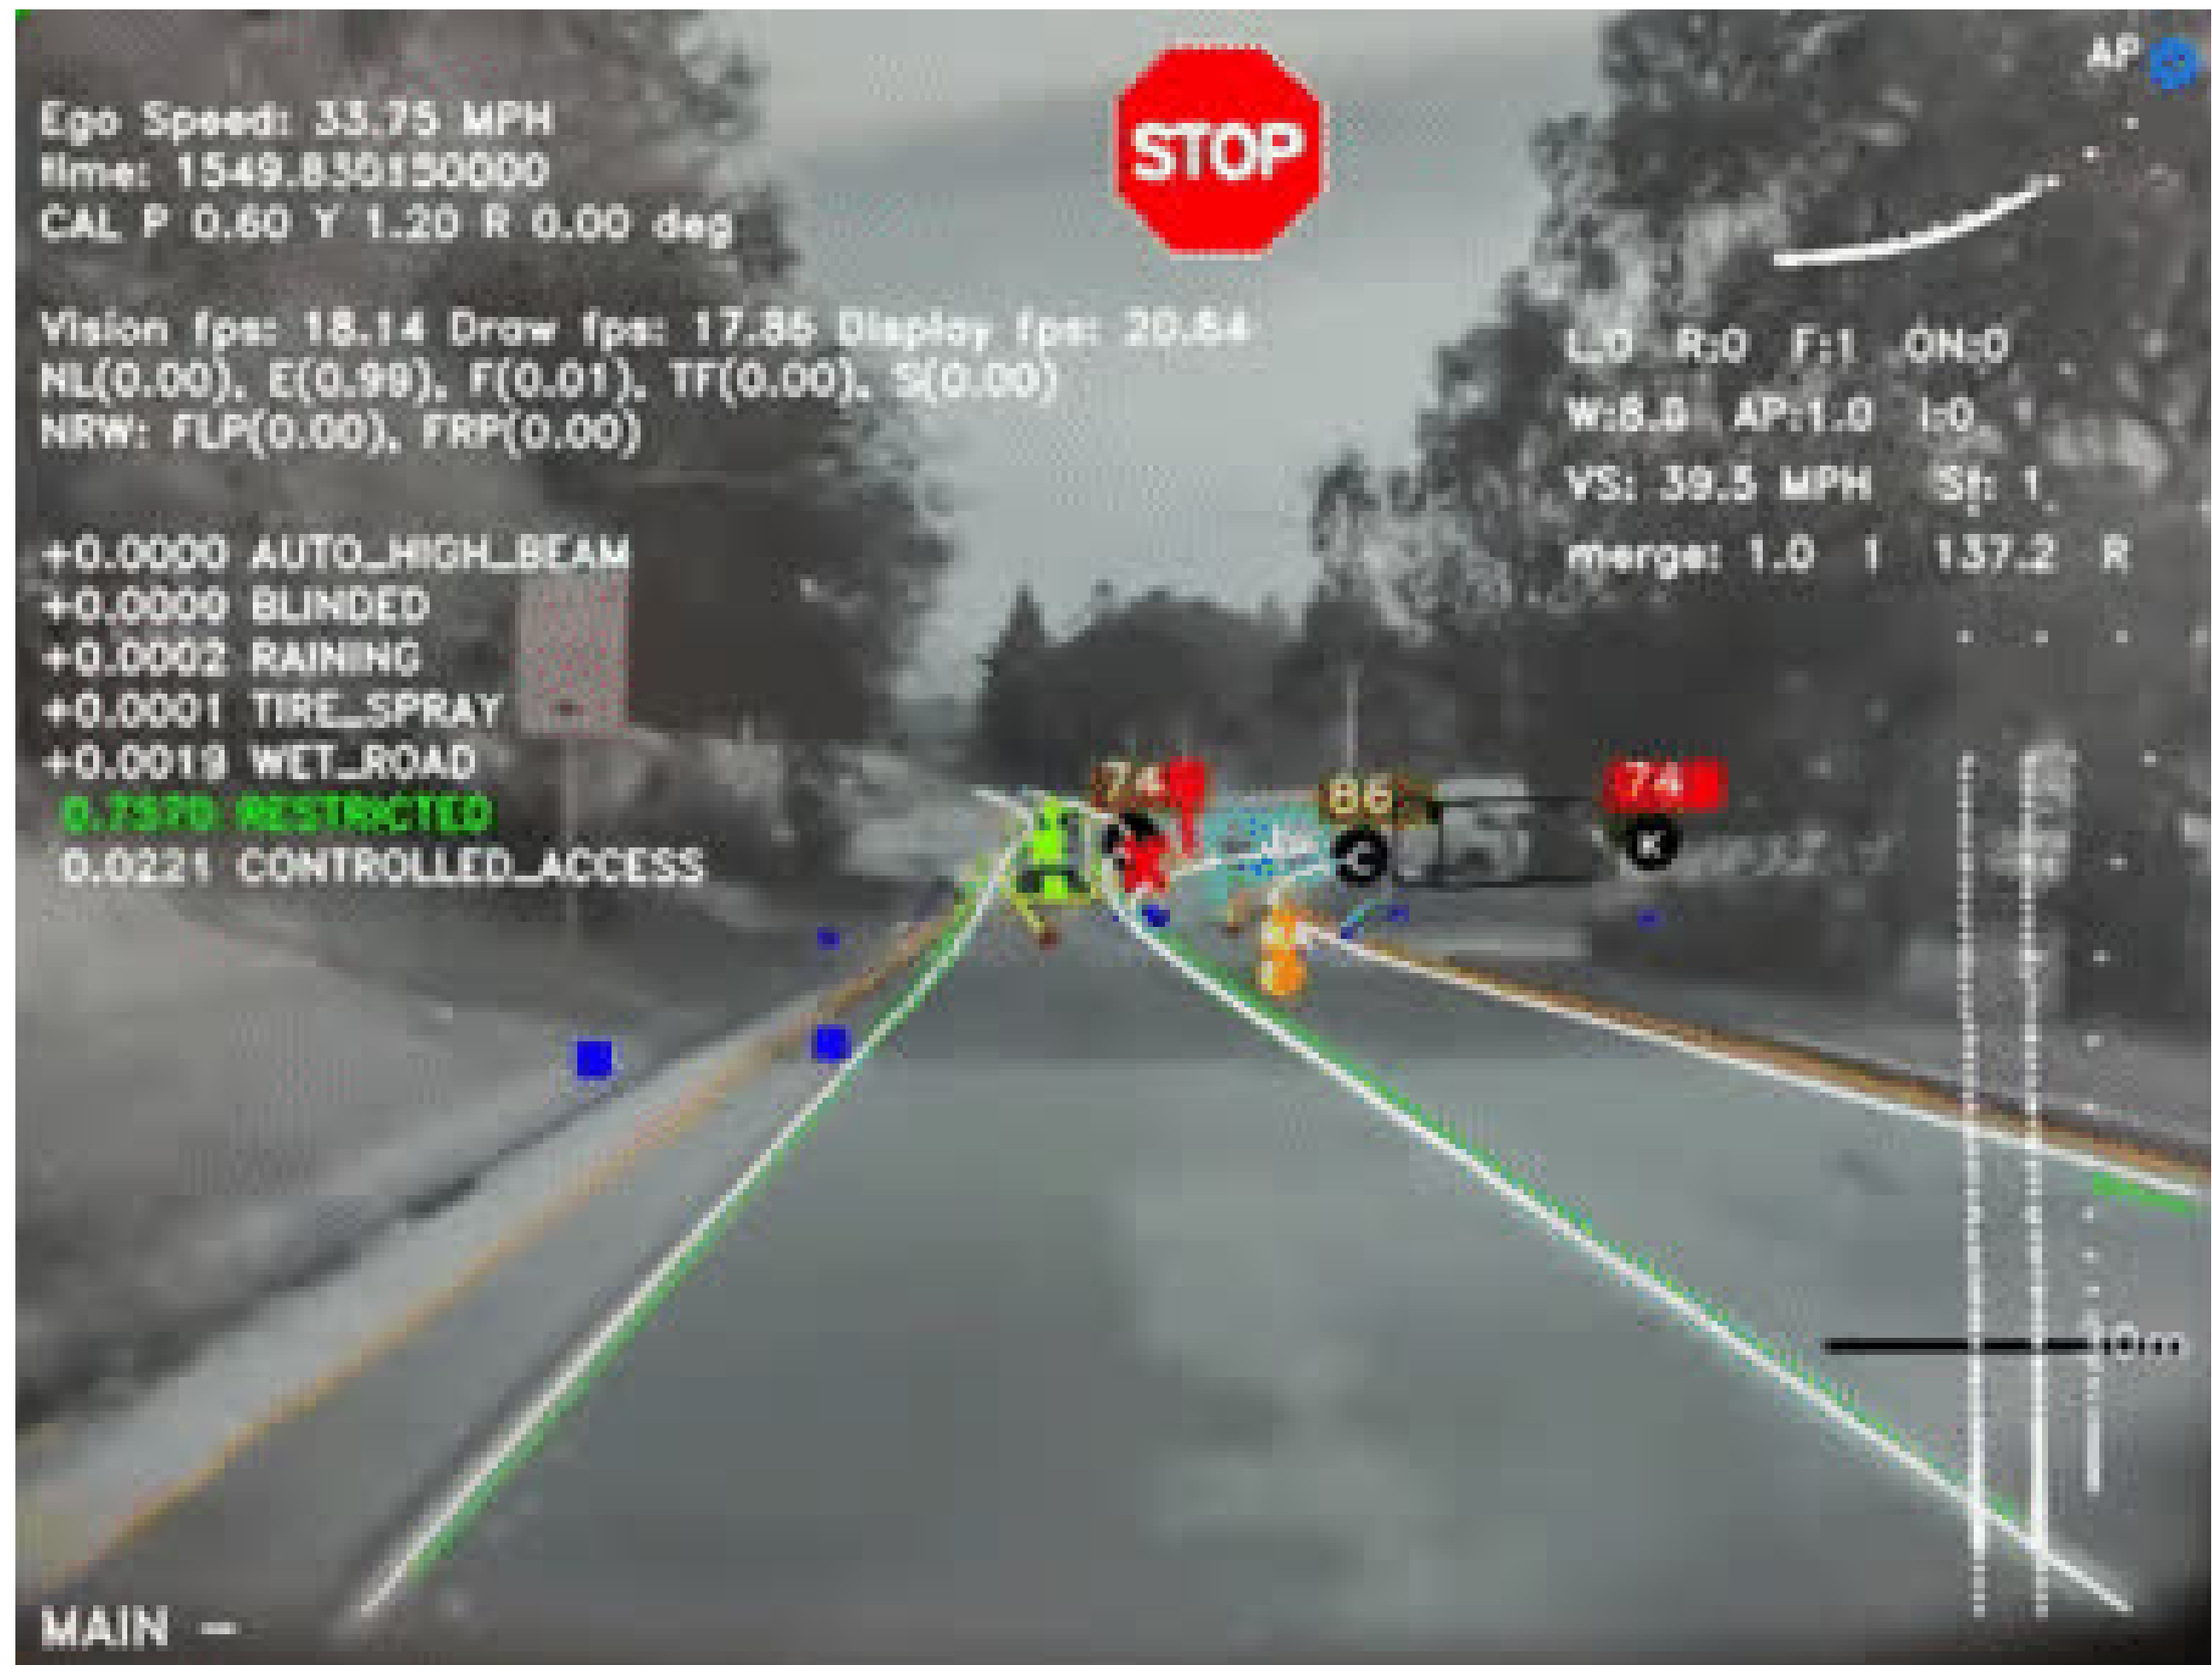 AP
STOP
Ego Speed: 33.75 MPH
time: 1549.830150000
CAL P 0.60 Y 1.20 R 0.00 deg
Vision fps: 18.14 Draw fps: 17.86 Display fps: 20.64
NL(0.00), E(0.99), F(0.01), TF(0.00), S(0.00)
NRW: FLP(0.00), FRP(0.00)
L:0 R:0 F:1 ON:0
W:8.8 AP:1.0 I:0 1
VS: 39.5 MPH St: 1
merge: 1.0 1 137.2 R
+0.0000 AUTO_HIGH_BEAM
+0.0000 BLINDED
+0.0002 RAINING
+0.0001 TIRE_SPRAY
+0.0019 WET_ROAD
0.7370 RESTRICTED
0.0221 CONTROLLED_ACCESS
74
86
74
MAIN -